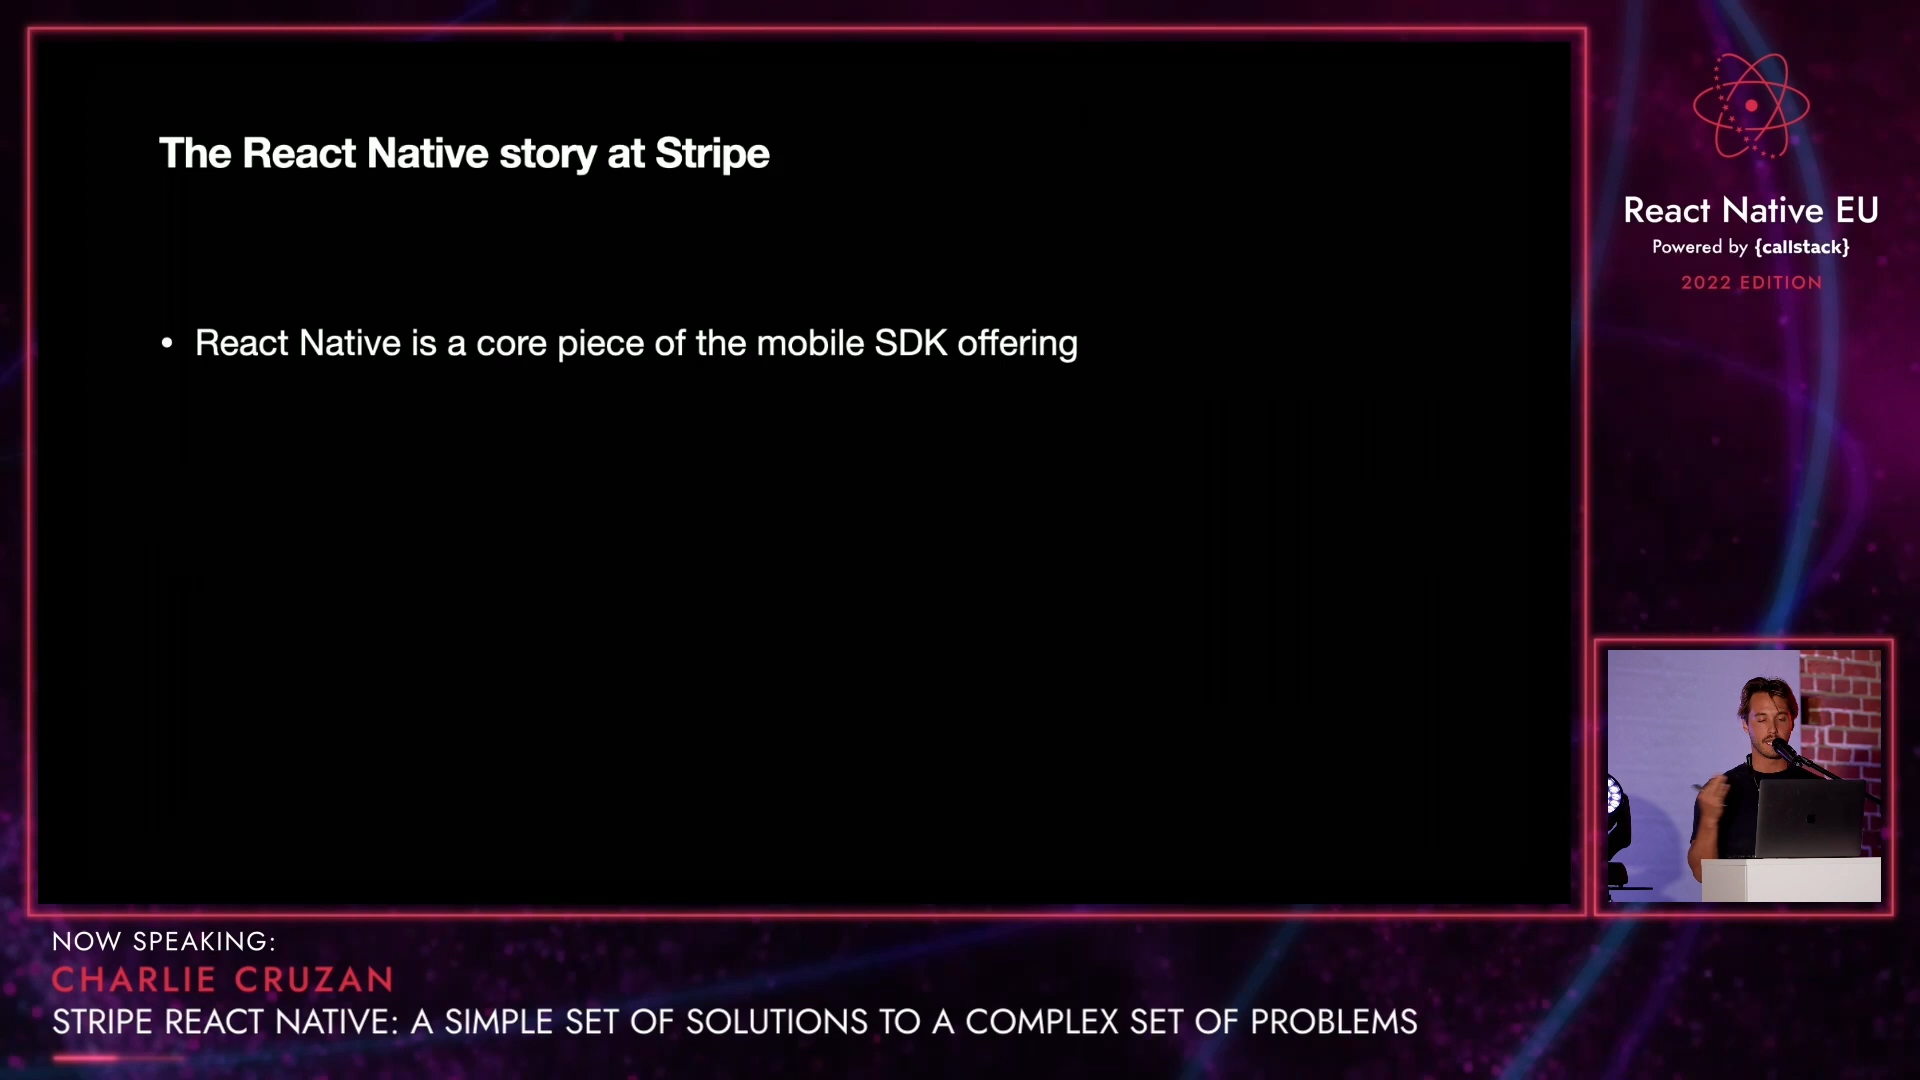 The React Native story at Stripe
• React Native is a core piece of the mobile SDK offering
React Native EU
Powered by {callstack}
2022 EDITION
NOW SPEAKING:
CHARLIE CRUZAN
STRIPE REACT NATIVE: A SIMPLE SET OF SOLUTIONS TO A COMPLEX SET OF PROBLEMS